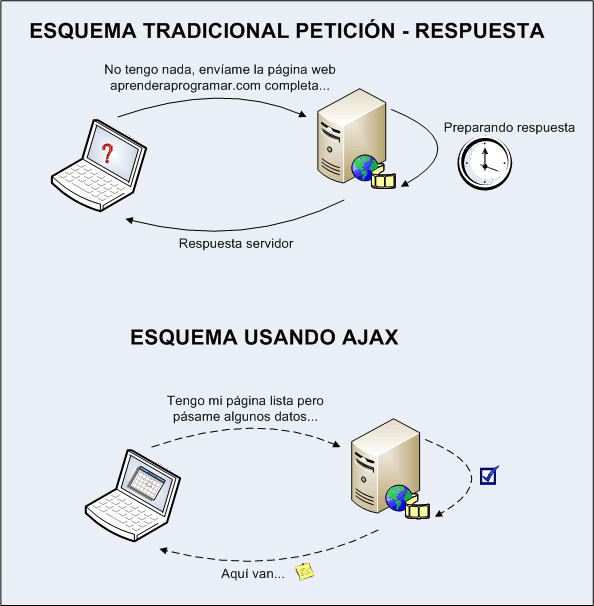 ESQUEMA TRADICIONAL PETICIÓN - RESPUESTA
No tengo nada, envíame la página web
aprenderaprogramar.com completa...
Preparando respuesta
?
Respuesta servidor
ESQUEMA USANDO AJAX
Tengo mi página lista pero
pásame algunos datos...
Aquí van...